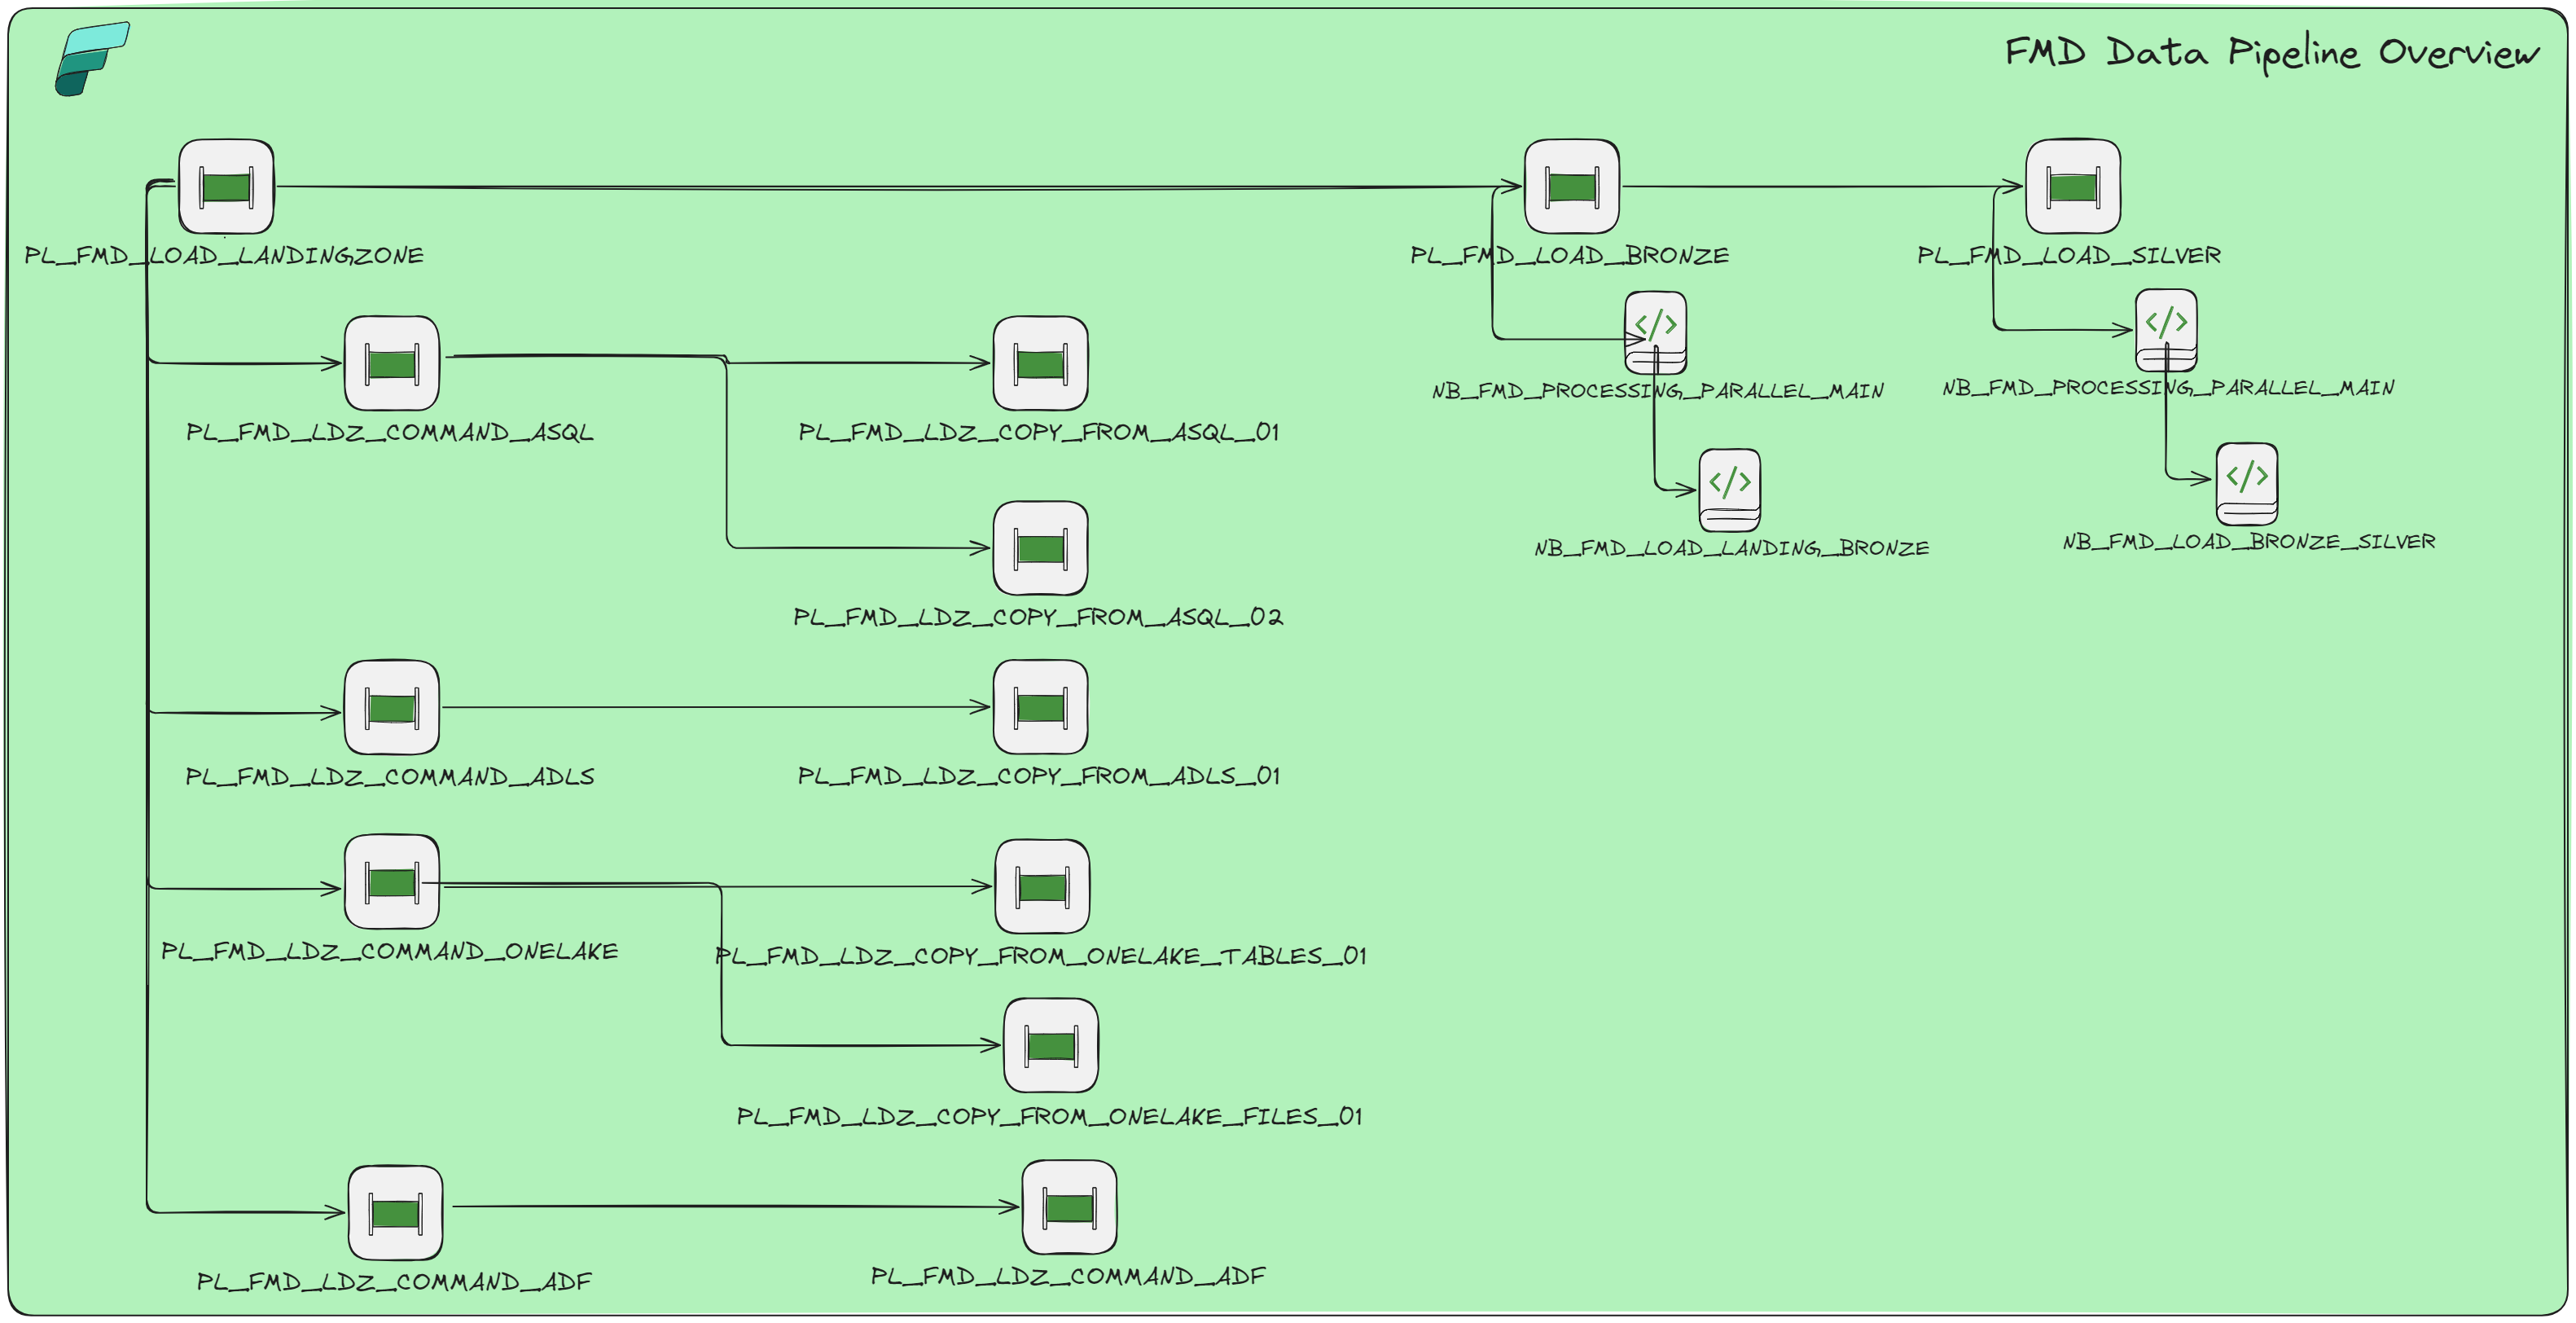 FMD Data Pipeline Overview
PL_FMD_LOAD_LANDINGZONE
PL_FMD_LOAD_BRONZE
PL_FMD_LOAD_SILVER
NB_FMD_PROCESSING_PARALLEL_MAIN
NB_FMD_PROCESSING_PARALLEL_MAIN
PL_FMD_LDZ_COMMAND_ASQL
PL_FMD_LDZ_COPY_FROM_ASQL_01
NB_FMD_LOAD_LANDING_BRONZE
NB_FMD_LOAD_BRONZE_SILVER
PL_FMD_LDZ_COPY_FROM_ASQL_02
PL_FMD_LDZ_COMMAND_ADLS
PL_FMD_LDZ_COPY_FROM_ADLS_01
PL_FMD_LDZ_COMMAND_ONELAKE
PL_FMD_LDZ_COPY_FROM_ONELAKE_TABLES_01
PL_FMD_LDZ_COPY_FROM_ONELAKE_FILES_01
PL_FMD_LDZ_COMMAND_ADF
PL_FMD_LDZ_COMMAND_ADF